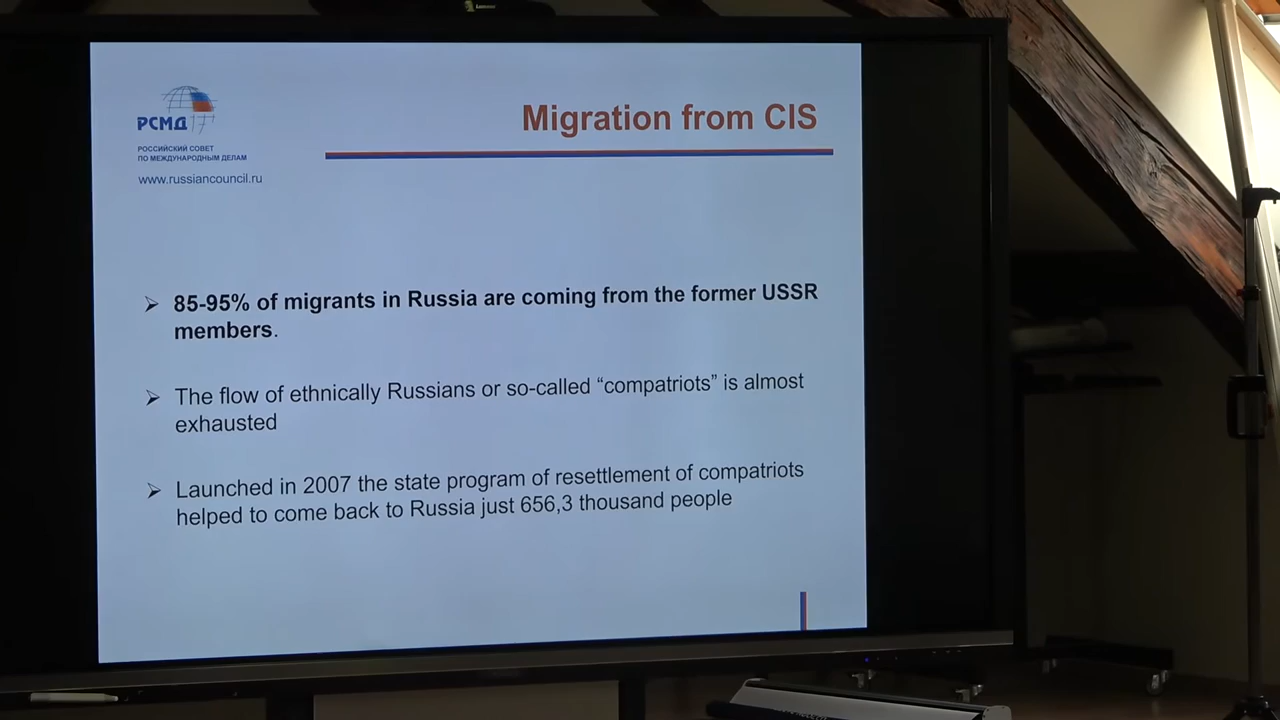 РСМД
РОССИЙСКИЙ СОВЕТ
ПО МЕЖДУНАРОДНЫМ ДЕЛАМ
www.russiancouncil.ru
Migration from CIS
85-95% of migrants in Russia are coming from the former USSR
members.
The flow of ethnically Russians or so-called “compatriots” is almost
exhausted
Launched in 2007 the state program of resettlement of compatriots
helped to come back to Russia just 656,3 thousand people